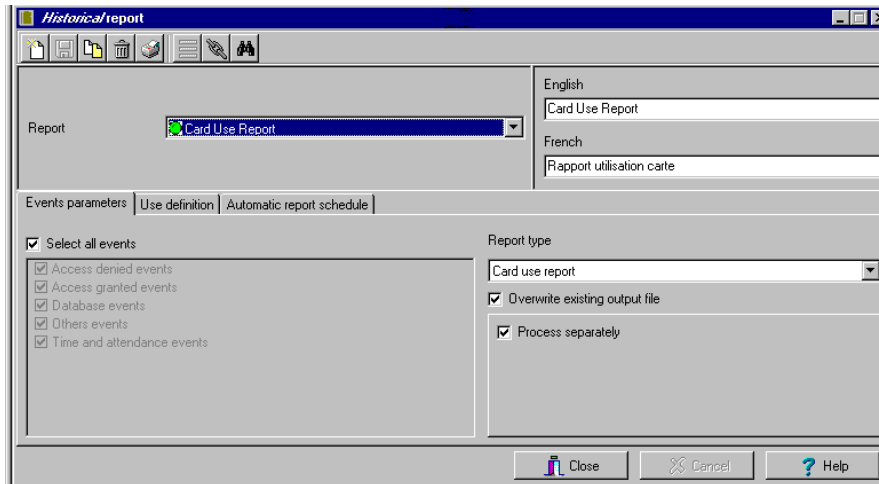 Historical report
English
Card Use Report
Report
Card Use Report
French
Rapport utilisation carte
Events parameters
Use definition
Automatic report schedule
Select all events
Access denied events
Access granted events
Database events
Others events
Time and attendance events
Report type
Card use report
Overwrite existing output file
Process separately
Close
Cancel
Help